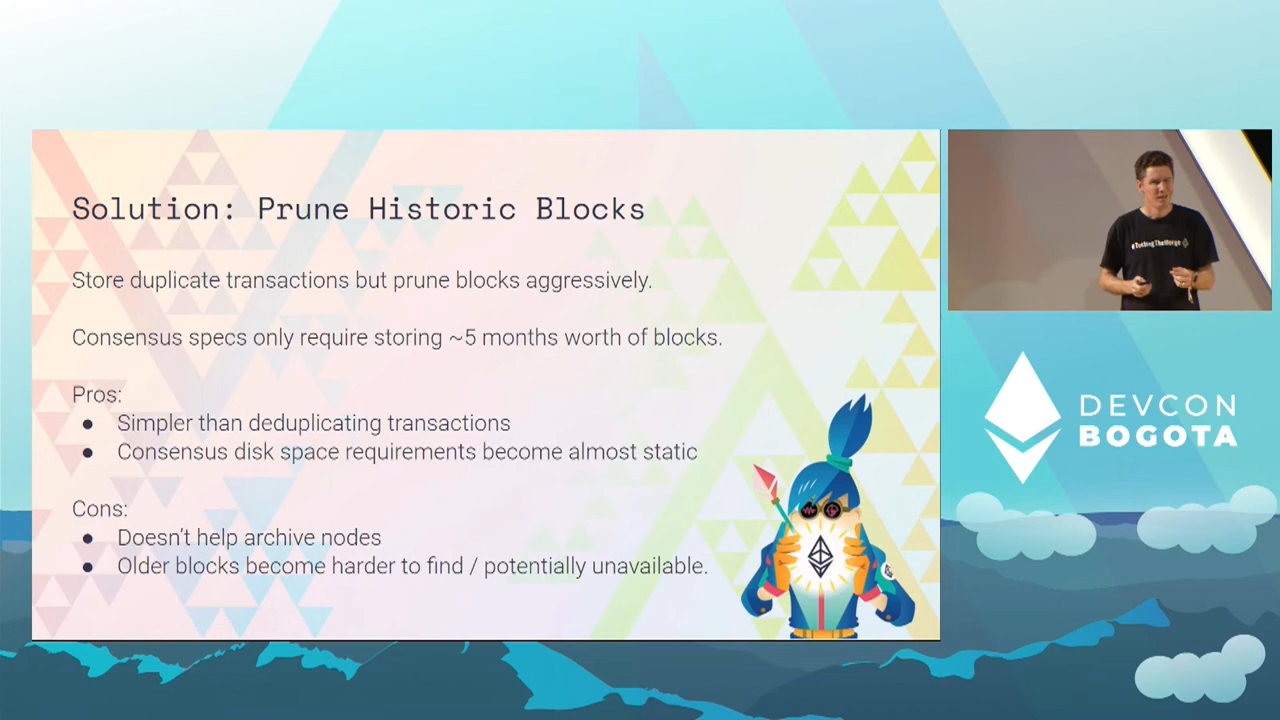 Solution: Prune Historic Blocks
Store duplicate transactions but prune blocks aggressively.
Consensus specs only require storing ~5 months worth of blocks.
Pros:
● Simpler than deduplicating transactions
● Consensus disk space requirements become almost static
Cons:
● Doesn’t help archive nodes
● Older blocks become harder to find / potentially unavailable.
#TestingTheMerge
DEVCON
BOGOTA